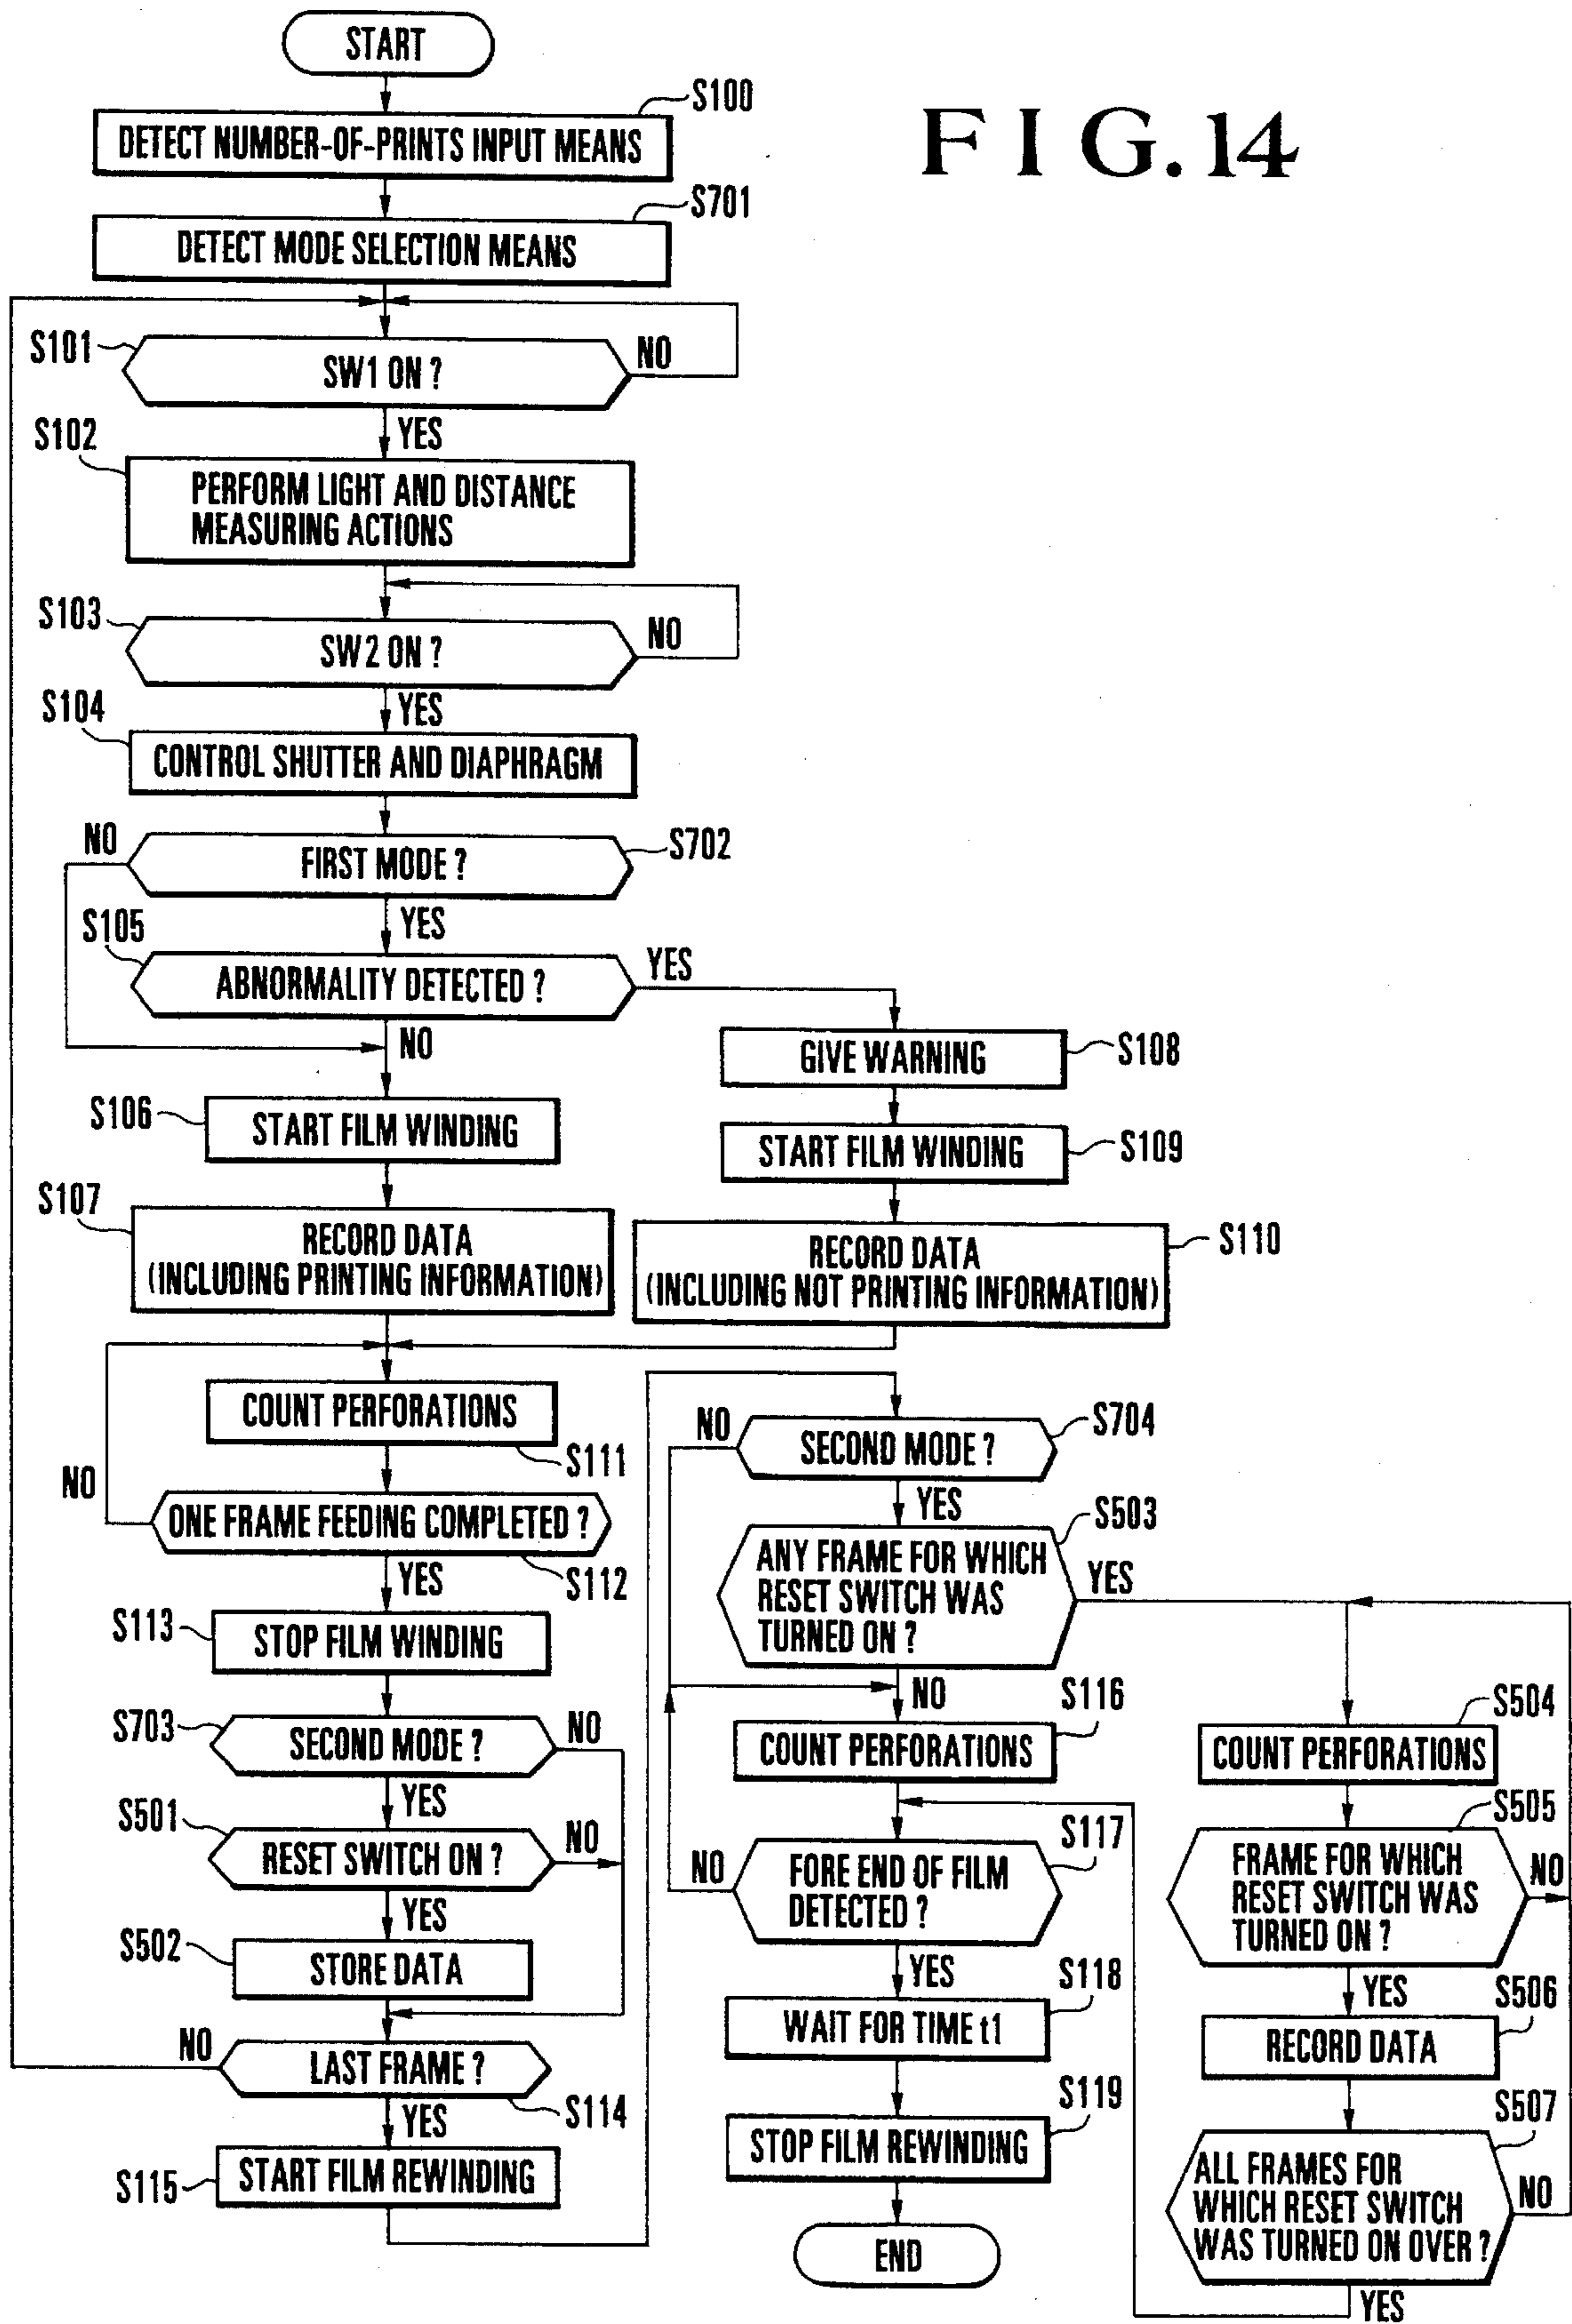 START
S100
DETECT NUMBER-OF-PRINTS INPUT MEANS
FIG.14
S701
DETECT MODE SELECTION MEANS
S101
SW1 ON ?
NO
YES
S102
PERFORM LIGHT AND DISTANCE
MEASURING ACTIONS
S103
SW2 ON ?
NO
YES
S104
CONTROL SHUTTER AND DIAPHRAGM
NO
FIRST MODE ?
S702
YES
S105
ABNORMALITY DETECTED ?
YES
NO
GIVE WARNING
S108
S106
START FILM WINDING
START FILM WINDING
S109
S107
RECORD DATA
(INCLUDING PRINTING INFORMATION)
RECORD DATA
(INCLUDING NOT PRINTING INFORMATION)
S110
COUNT PERFORATIONS
S111
NO
ONE FRAME FEEDING COMPLETED ?
S112
YES
S113
STOP FILM WINDING
S703
SECOND MODE ?
NO
YES
S501
RESET SWITCH ON ?
NO
YES
S502
STORE DATA
NO
LAST FRAME ?
S114
YES
S115
START FILM REWINDING
NO
SECOND MODE ?
S704
YES
S503
ANY FRAME FOR WHICH
RESET SWITCH WAS
TURNED ON ?
YES
NO
S116
COUNT PERFORATIONS
S117
NO
FORE END OF FILM
DETECTED ?
YES
S118
WAIT FOR TIME t1
S119
STOP FILM REWINDING
END
S504
COUNT PERFORATIONS
S505
FRAME FOR WHICH
RESET SWITCH WAS
TURNED ON ?
NO
YES
S506
RECORD DATA
S507
ALL FRAMES FOR
WHICH RESET SWITCH
WAS TURNED ON OVER ?
NO
YES